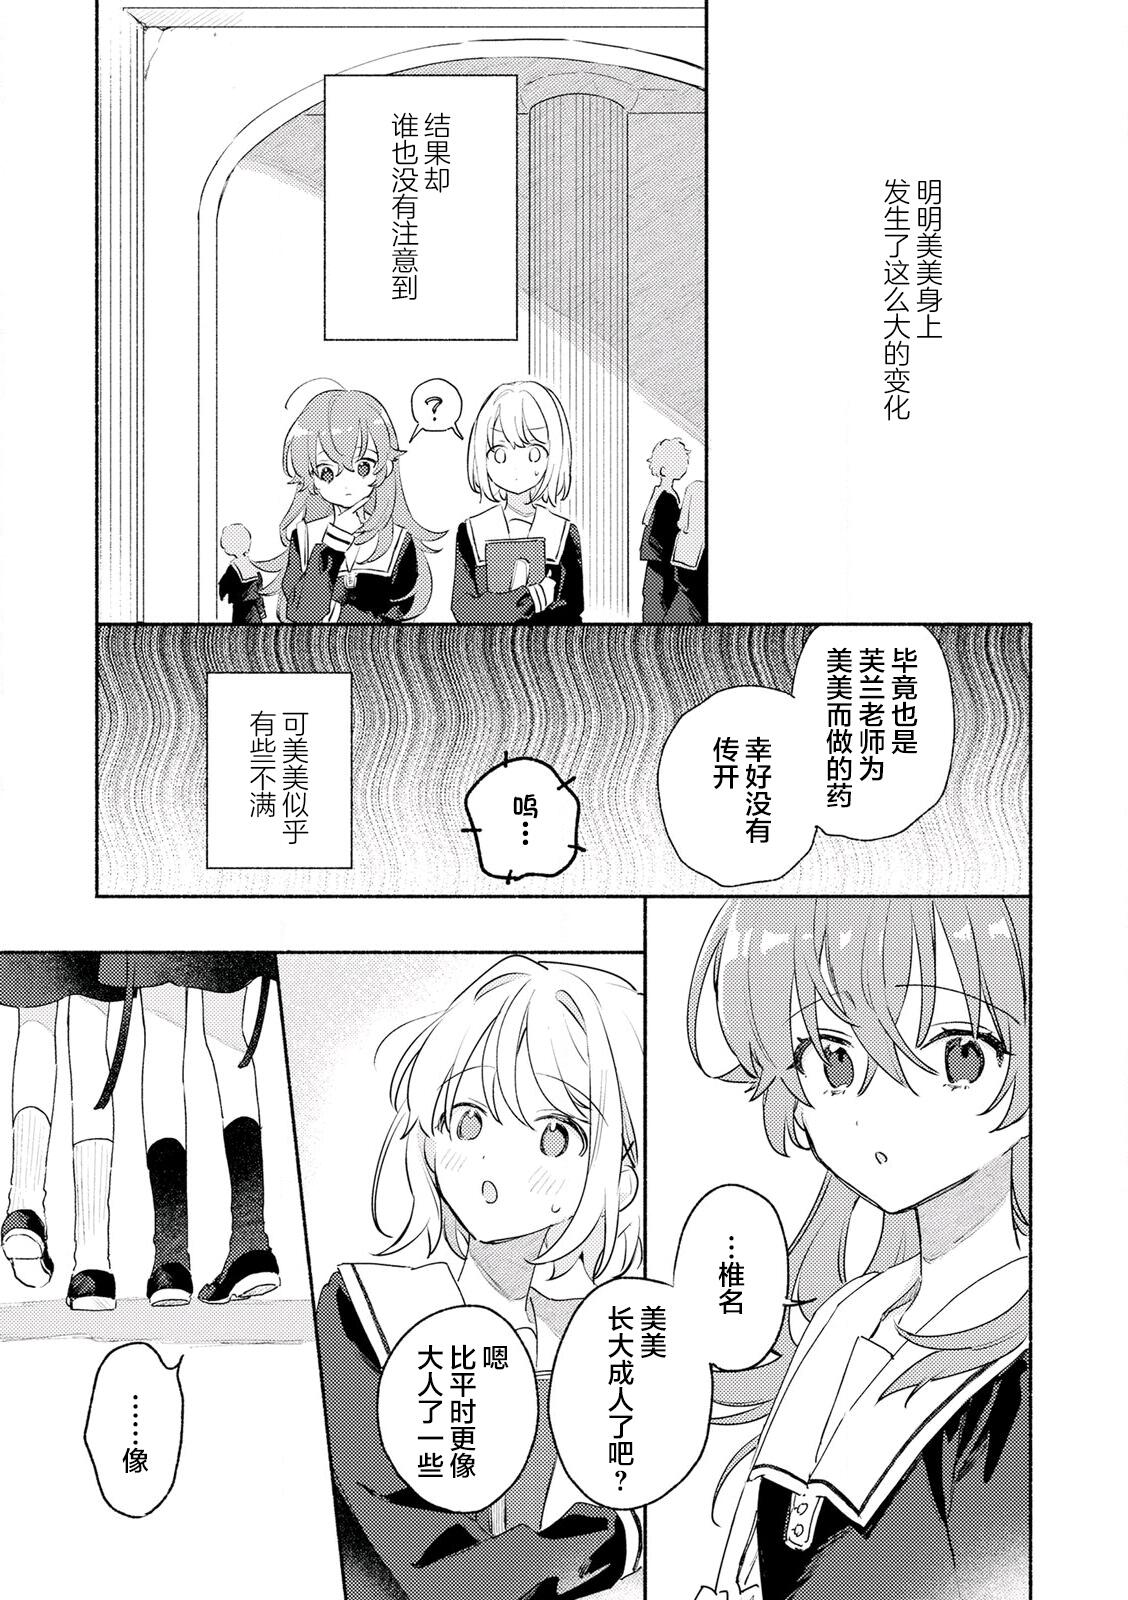 明明美美身上
发生了这么大的变化
结果却
谁也没有注意到
？
毕竟也是
芙兰老师为
美美而做的药
幸好没有
传开
呜…
可美美似乎
有些不满
…椎名
美美
长大成人了吧？
嗯
比平时更像
大人了一些
……像